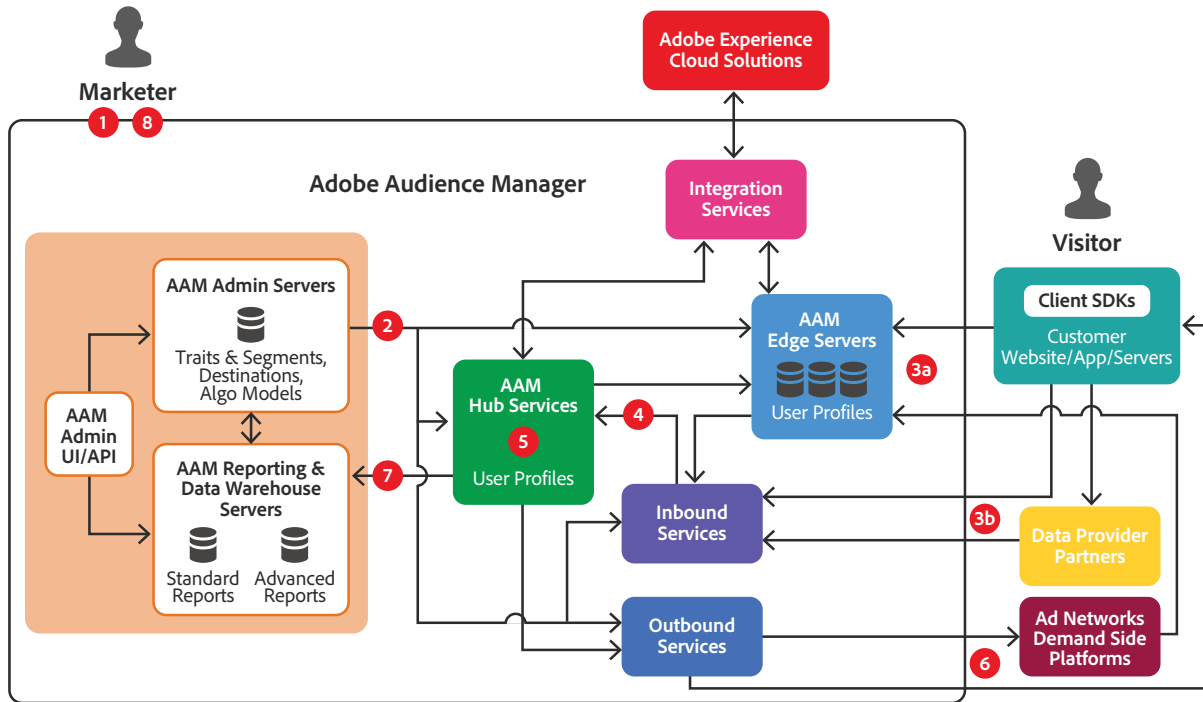 Adobe Experience
Cloud Solutions
Marketer
1
8
Adobe Audience Manager
Integration
Services
Visitor
AAM Admin Servers
Traits & Segments,
Destinations,
Algo Models
2
AAM
Edge Servers
User Profiles
3a
Client SDKs
Customer
Website/App/Servers
AAM
Admin
UI/API
AAM
Hub Services
5
User Profiles
4
AAM Reporting &
Data Warehouse
Servers
Standard
Reports
Advanced
Reports
7
Inbound
Services
3b
Data Provider
Partners
Outbound
Services
6
Ad Networks
Demand Side
Platforms